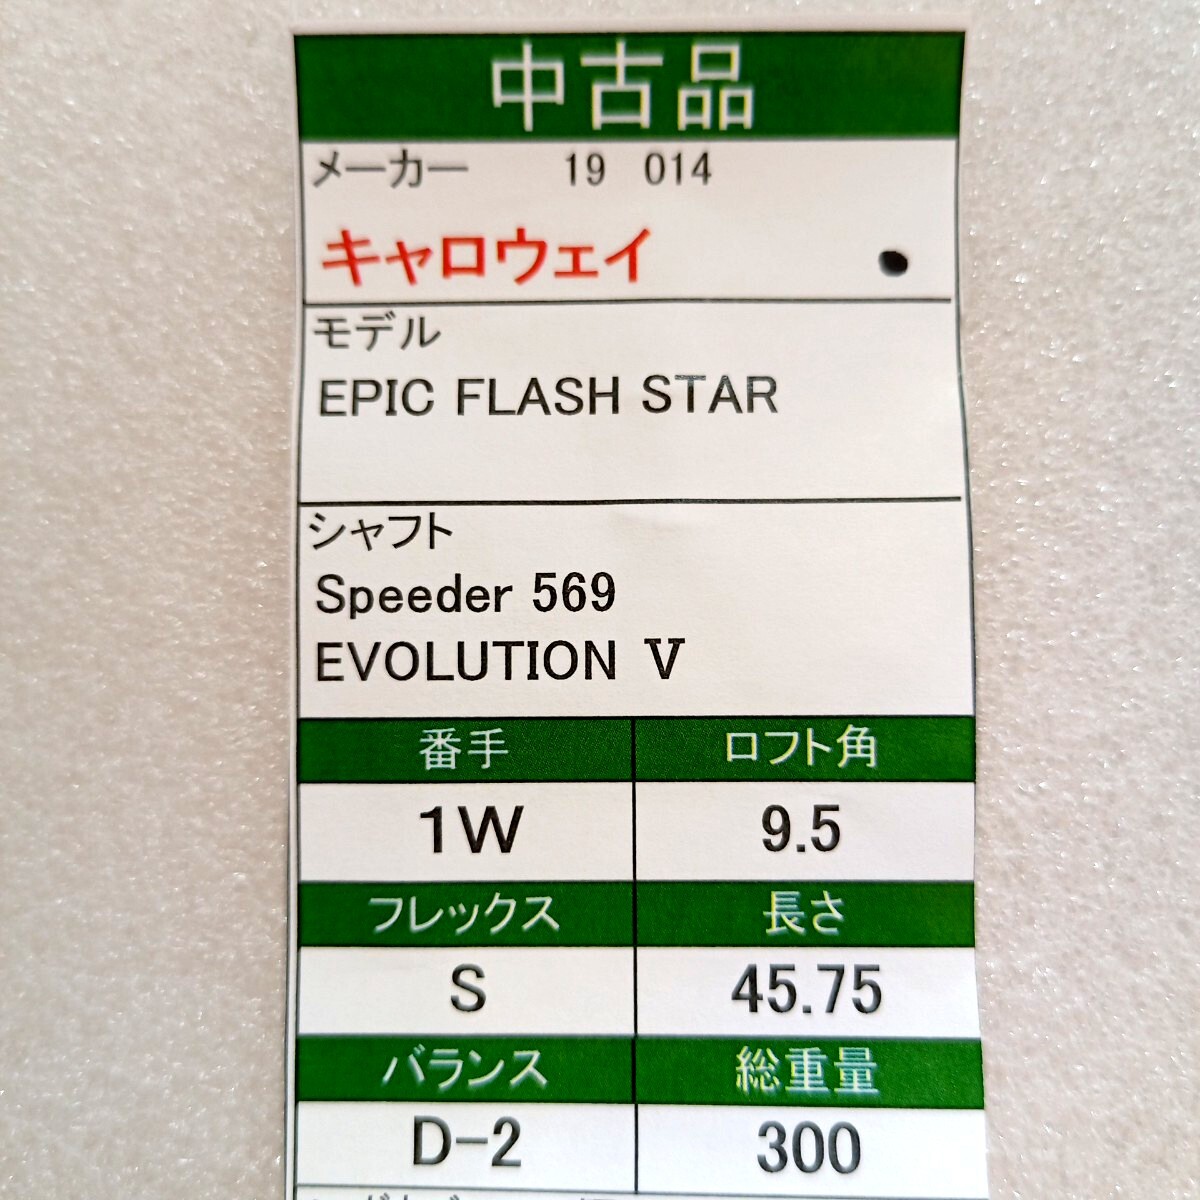 中古品
メーカー 19 014
キャロウェイ
モデル
EPIC FLASH STAR
シャフト
Speeder 569
EVOLUTION Ⅴ
番手 ロフト角
1W 9.5
フレックス 長さ
S 45.75
バランス 総重量
D-2 300